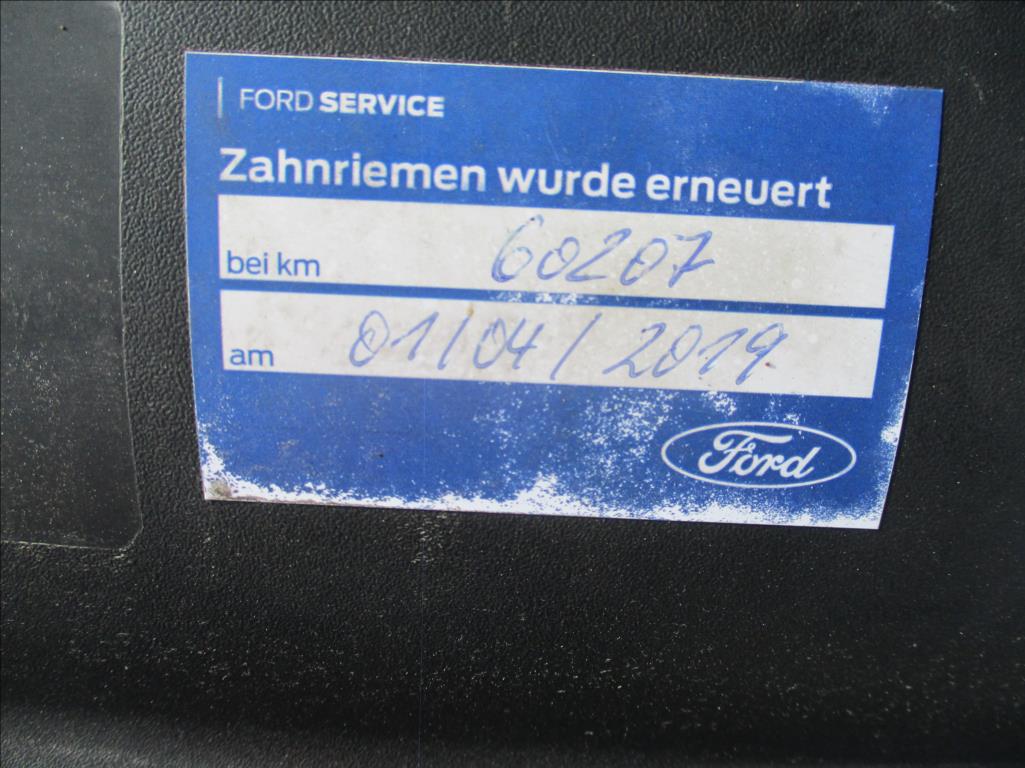 FORD SERVICE
Zahnriemen wurde erneuert
bei km 60207
am 01/04/2019
Ford